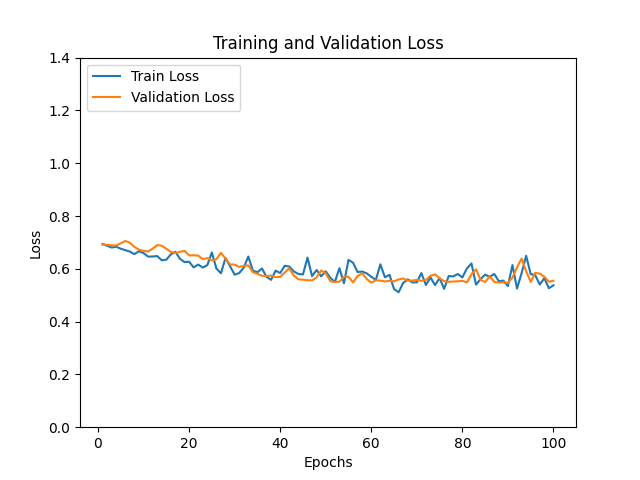 Training and Validation Loss
Train Loss
Validation Loss
1.4
1.2
1.0
0.8
0.6
0.4
0.2
0.0
Loss
0 20 40 60 80 100
Epochs